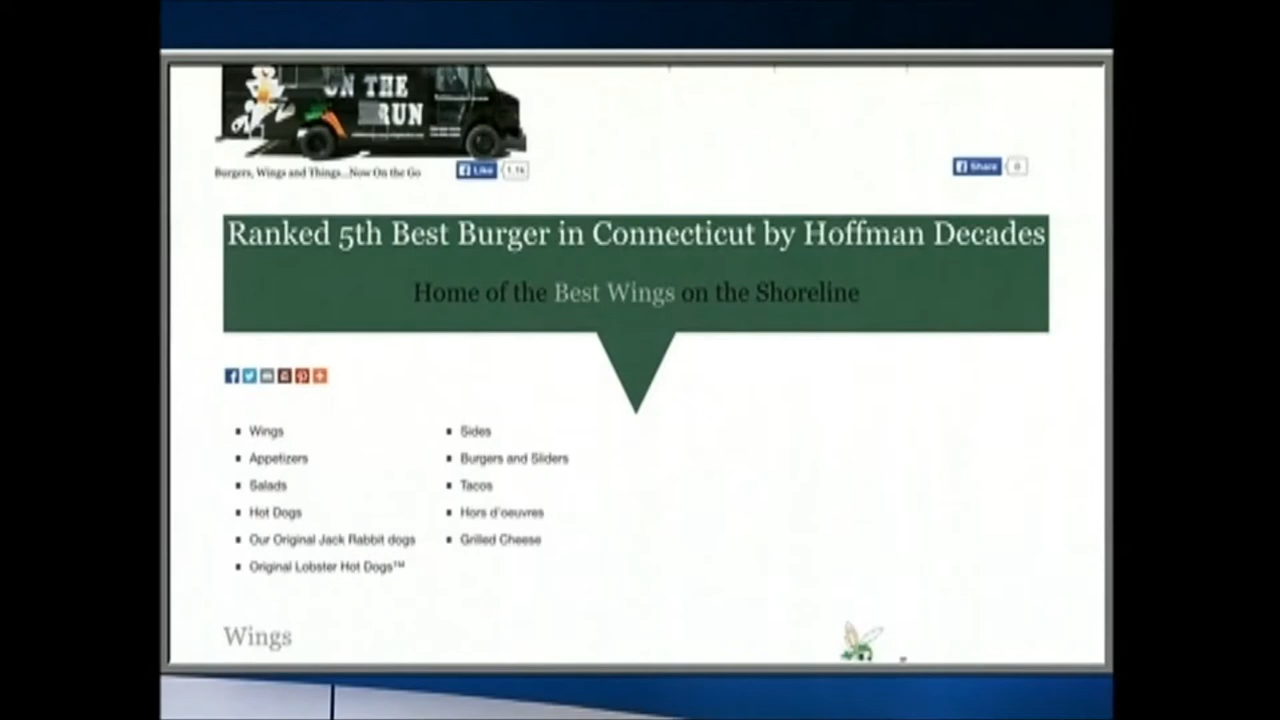 ON THE
RUN
Burgers, Wings and Things...Now On the Go
Like
1.1k
Share
0
Ranked 5th Best Burger in Connecticut by Hoffman Decades
Home of the Best Wings on the Shoreline
Wings
Appetizers
Salads
Hot Dogs
Our Original Jack Rabbit dogs
Original Lobster Hot Dogs™
Sides
Burgers and Sliders
Tacos
Hors d'oeuvres
Grilled Cheese
Wings